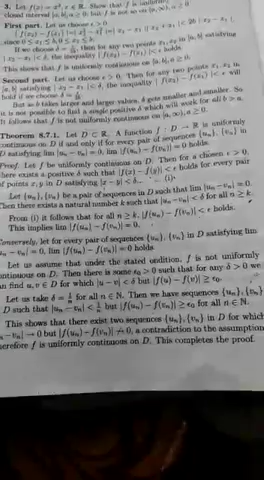 3. Let f(x) = x², x ∈ ℝ. Show that f is uniformly
closed interval [a, b], a ≥ 0; but f is not so on [a, ∞), a > 0
First part. Let us choose ε > 0
This shows that f is uniformly continuous on [a, b], a ≥ 0.
Second part. Let us choose ε > 0. Then for any two points x₁, x₂ in
[a, b] satisfying | x₂ − x₁ | < δ, the inequality | f(x₂) − f(x₁) | < ε will
hold if we choose δ =
But as b takes larger and larger values, δ gets smaller and smaller. So
it is not possible to find a positive δ which will work for all b > a.
It follows that f is not uniformly continuous on [a, ∞), a ≥ 0.
Theorem 8.7.1. Let D ⊂ ℝ. A function f : D → ℝ is uniformly
continuous on D if and only if for every pair of sequences {uₙ}, {vₙ} in
D satisfying lim |uₙ − vₙ| = 0, lim |f(uₙ) − f(vₙ)| = 0 holds.
Proof. Let f be uniformly continuous on D. Then for a chosen ε > 0,
there exists a positive δ such that |f(x) − f(y)| < ε holds for every pair
of points x, y in D satisfying |x − y| < δ... (i).
Let {uₙ}, {vₙ} be a pair of sequences in D such that lim |uₙ − vₙ| = 0.
Then there exists a natural number k such that |uₙ − vₙ| < δ for all n ≥ k.
From (i) it follows that for all n ≥ k, |f(uₙ) − f(vₙ)| < ε holds.
This implies lim |f(uₙ) − f(vₙ)| = 0.
Conversely, let for every pair of sequences {uₙ}, {vₙ} in D satisfying lim
|uₙ − vₙ| = 0, lim |f(uₙ) − f(vₙ)| = 0 holds
Let us assume that under the stated condition, f is not uniformly
continuous on D. Then there is some ε₀ > 0 such that for any δ > 0 we
can find u, v ∈ D for which |u − v| < δ but |f(u) − f(v)| ≥ ε₀.
Let us take δ = 1/n for all n ∈ ℕ. Then we have sequences {uₙ}, {vₙ}
D such that |uₙ − vₙ| < 1/n but |f(uₙ) − f(vₙ)| ≥ ε₀ for all n ∈ ℕ.
This shows that there exist two sequences {uₙ}, {vₙ} in D for which
|uₙ − vₙ| → 0 but |f(uₙ) − f(vₙ)| ↛ 0, a contradiction to the assumption
therefore f is uniformly continuous on D. This completes the proof.